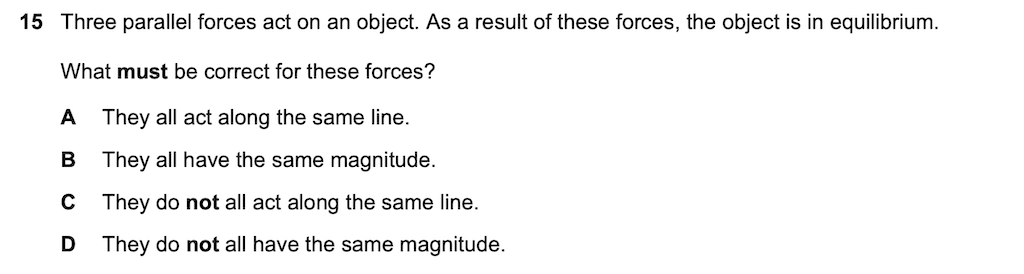 15 Three parallel forces act on an object. As a result of these forces, the object is in equilibrium.
What must be correct for these forces?
A They all act along the same line.
B They all have the same magnitude.
C They do not all act along the same line.
D They do not all have the same magnitude.